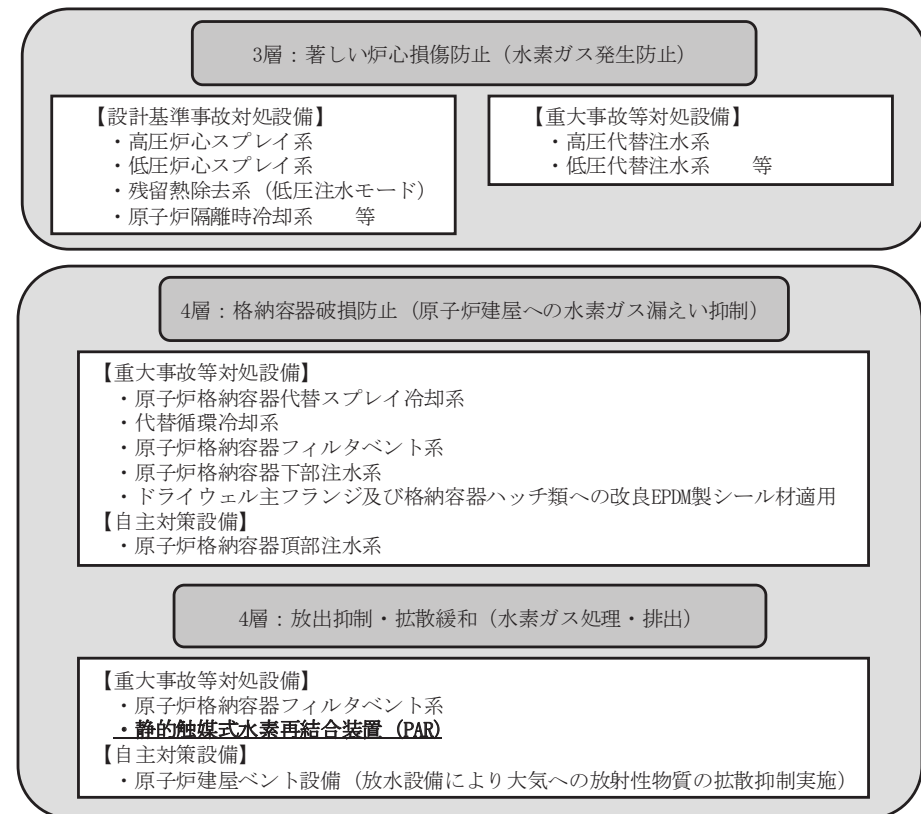 3層：著しい炉心損傷防止（水素ガス発生防止）
【設計基準事故対処設備】
・高圧炉心スプレイ系
・低圧炉心スプレイ系
・残留熱除去系（低圧注水モード）
・原子炉隔離時冷却系　　等
【重大事故等対処設備】
・高圧代替注水系
・低圧代替注水系　　等
4層：格納容器破損防止（原子炉建屋への水素ガス漏えい抑制）
【重大事故等対処設備】
・原子炉格納容器代替スプレイ冷却系
・代替循環冷却系
・原子炉格納容器フィルタベント系
・原子炉格納容器下部注水系
・ドライウェル主フランジ及び格納容器ハッチ類への改良EPDM製シール材適用
【自主対策設備】
・原子炉格納容器頂部注水系
4層：放出抑制・拡散緩和（水素ガス処理・排出）
【重大事故等対処設備】
・原子炉格納容器フィルタベント系
・静的触媒式水素再結合装置（PAR）
【自主対策設備】
・原子炉建屋ベント設備（放水設備により大気への放射性物質の拡散抑制実施）